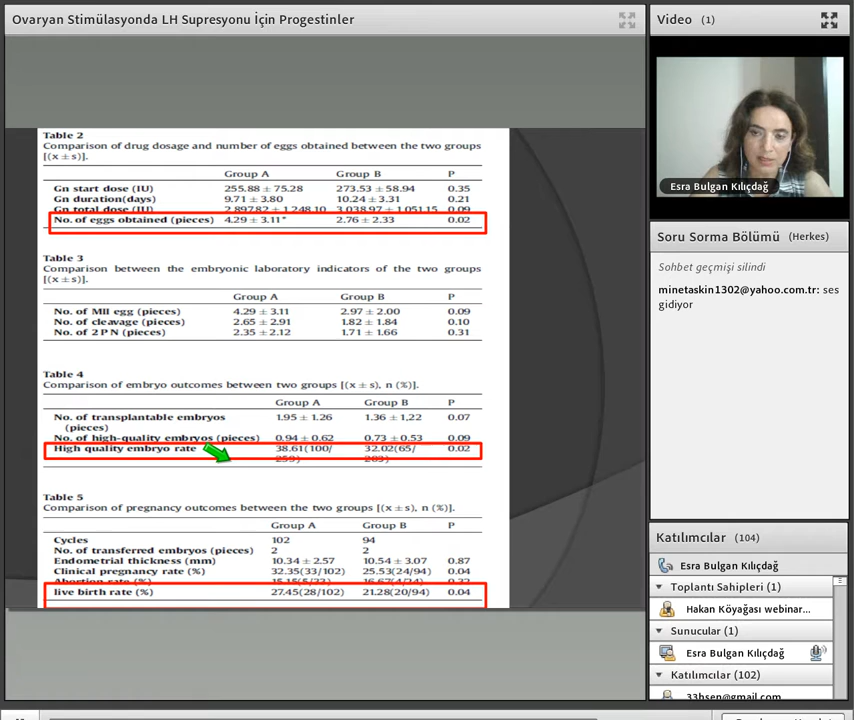 Ovaryan Stimülasyonda LH Supresyonu İçin Progestinler
Table 2
Comparison of drug dosage and number of eggs obtained between the two groups
[(x ± s)].
Group A Group B P
Gn start dose (IU) 255.88 ± 75.28 273.53 ± 58.94 0.35
Gn duration(days) 9.71 ± 3.80 10.24 ± 3.31 0.21
Gn total dose (IU) 2,897.82 ± 1,248.10 3,038.97 ± 1,051.15 0.09
No. of eggs obtained (pieces) 4.29 ± 3.11* 2.76 ± 2.33 0.02
Table 3
Comparison between the embryonic laboratory indicators of the two groups
[(x ± s)].
Group A Group B P
No. of MII egg (pieces) 4.29 ± 3.11 2.97 ± 2.00 0.09
No. of cleavage (pieces) 2.65 ± 2.91 1.82 ± 1.84 0.10
No. of 2 P N (pieces) 2.35 ± 2.12 1.71 ± 1.66 0.31
Table 4
Comparison of embryo outcomes between two groups [(x ± s), n (%)].
Group A Group B P
No. of transplantable embryos 1.95 ± 1.26 1.36 ± 1,22 0.07
(pieces)
No. of high-quality embryos (pieces) 0.94 ± 0.62 0.73 ± 0.53 0.09
High quality embryo rate 38.61(100/ 32.02(65/ 0.02
Table 5
Comparison of pregnancy outcomes between the two groups [(x ± s), n (%)].
Group A Group B P
Cycles 102 94
No. of transferred embryos (pieces) 2 2
Endometrial thickness (mm) 10.34 ± 2.57 10.54 ± 3.07 0.87
Clinical pregnancy rate (%) 32.35(33/102) 25.53(24/94) 0.04
Abortion rate (%)
live birth rate (%) 27.45(28/102) 21.28(20/94) 0.04
Video (1)
Esra Bulgan Kılıçdağ
Soru Sorma Bölümü (Herkes)
Sohbet geçmişi silindi
minetaskin1302@yahoo.com.tr: ses
gidiyor
Katılımcılar (104)
Esra Bulgan Kılıçdağ
Toplantı Sahipleri (1)
Hakan Köyağası webinar...
Sunucular (1)
Esra Bulgan Kılıçdağ
Katılımcılar (102)